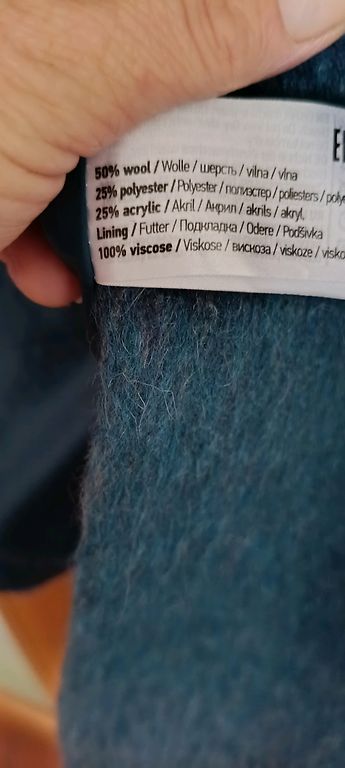 50% wool / Wolle / шерсть / vilna / vlna
25% polyester / Polyester / полиэстер / poliesters /
25% acrylic / Akril / Акрил / akrils / akryl,
Lining / Futter / Подкладка / Odere / Podšivka
100% viscose / Viskose / вискоза / viskoze /